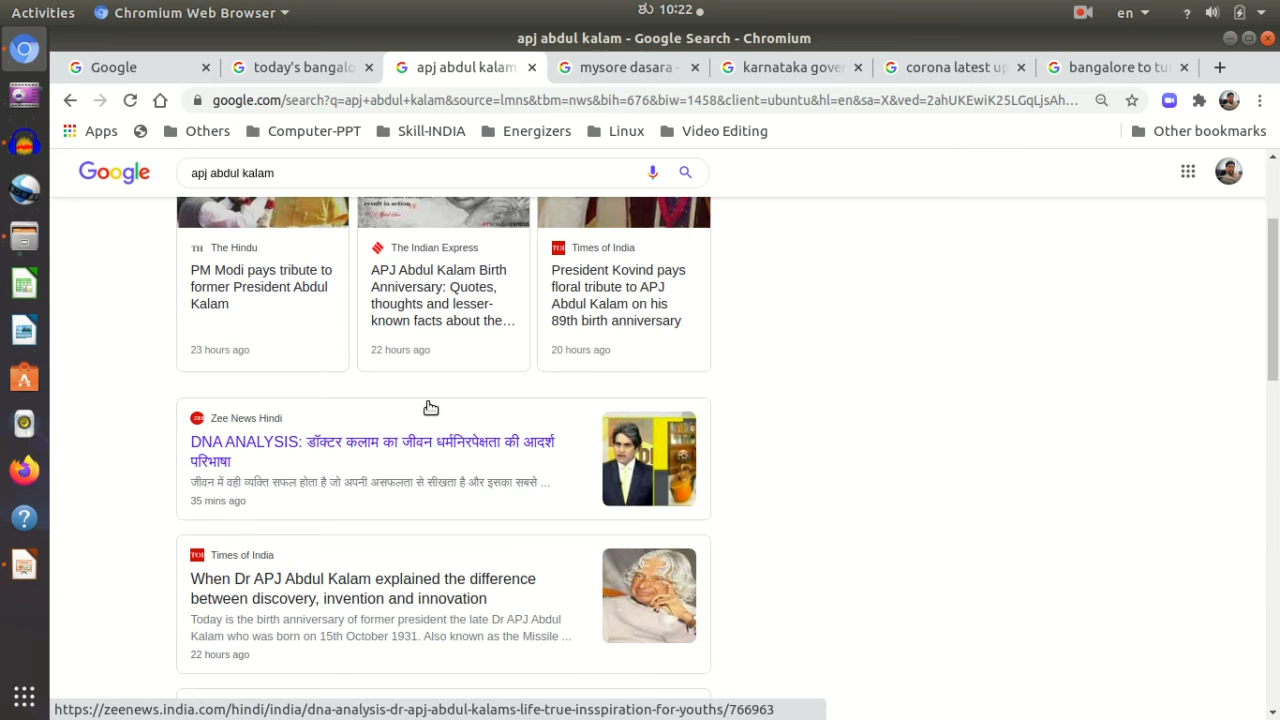 Activities Chromium Web Browser 10:22 en ?
apj abdul kalam - Google Search - Chromium
Google today's bangalo apj abdul kalam mysore dasara - karnataka gove corona latest up bangalore to tu
google.com/search?q=apj+abdul+kalam&source=lmns&tbm=nws&bih=676&biw=1458&client=ubuntu&hl=en&sa=X&ved=2ahUKEwiK25LGqLjsAh...
Apps Others Computer-PPT Skill-INDIA Energizers Linux Video Editing Other bookmarks
Google apj abdul kalam
TH The Hindu
PM Modi pays tribute to
former President Abdul
Kalam
23 hours ago
The Indian Express
APJ Abdul Kalam Birth
Anniversary: Quotes,
thoughts and lesser-
known facts about the...
22 hours ago
TOI Times of India
President Kovind pays
floral tribute to APJ
Abdul Kalam on his
89th birth anniversary
20 hours ago
ZEE Zee News Hindi
DNA ANALYSIS: डॉक्टर कलाम का जीवन धर्मनिरपेक्षता की आदर्श
परिभाषा
जीवन में वही व्यक्ति सफल होता है जो अपनी असफलता से सीखता है और इसका सबसे ...
35 mins ago
TOI Times of India
When Dr APJ Abdul Kalam explained the difference
between discovery, invention and innovation
Today is the birth anniversary of former president the late Dr APJ Abdul
Kalam who was born on 15th October 1931. Also known as the Missile ...
22 hours ago
https://zeenews.india.com/hindi/india/dna-analysis-dr-apj-abdul-kalams-life-true-insspiration-for-youths/766963